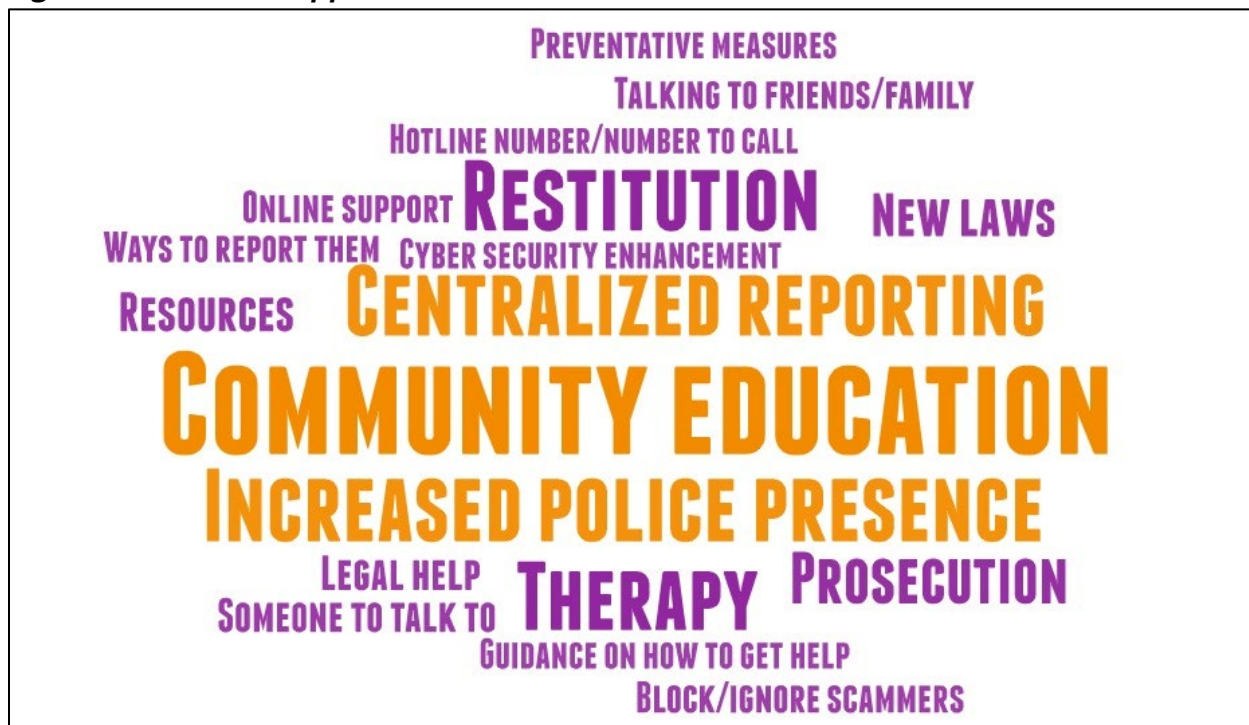 PREVENTATIVE MEASURES
TALKING TO FRIENDS/FAMILY
HOTLINE NUMBER/NUMBER TO CALL
RESTITUTION
ONLINE SUPPORT
NEW LAWS
WAYS TO REPORT THEM
CYBER SECURITY ENHANCEMENT
RESOURCES
CENTRALIZED REPORTING
COMMUNITY EDUCATION
INCREASED POLICE PRESENCE
LEGAL HELP
THERAPY
PROSECUTION
SOMEONE TO TALK TO
GUIDANCE ON HOW TO GET HELP
BLOCK/IGNORE SCAMMERS